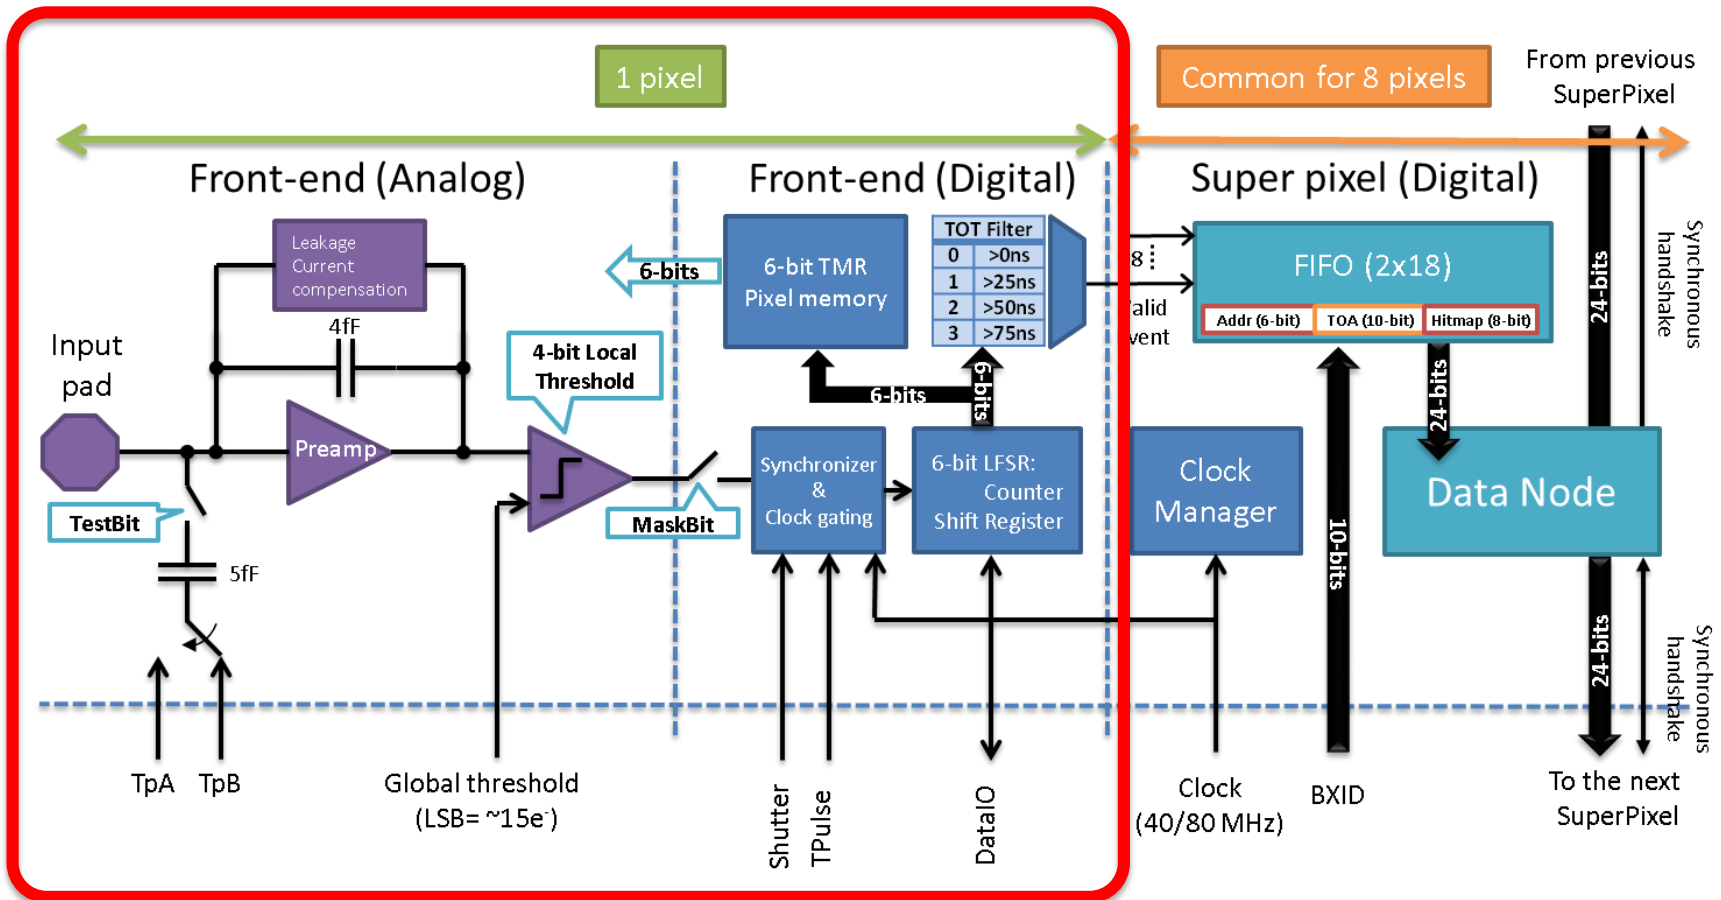 1 pixel
Common for 8 pixels
From previous
SuperPixel
Front-end (Analog)
Front-end (Digital)
Super pixel (Digital)
Leakage
Current
compensation
4fF
Input
pad
Preamp
4-bit Local
Threshold
TestBit
5fF
MaskBit
6-bits
6-bit TMR
Pixel memory
TOT Filter
0 >0ns
1 >25ns
2 >50ns
3 >75ns
6-bits
6-bits
Synchronizer
&
Clock gating
6-bit LFSR:
Counter
Shift Register
8
alid
vent
FIFO (2x18)
Addr (6-bit) TOA (10-bit) Hitmap (8-bit)
24-bits
24-bits
Synchronous
handshake
Clock
Manager
10-bits
Data Node
24-bits
Synchronous
handshake
TpA
TpB
Global threshold
(LSB= ~15e-)
Shutter
TPulse
DataIO
Clock
(40/80 MHz)
BXID
To the next
SuperPixel